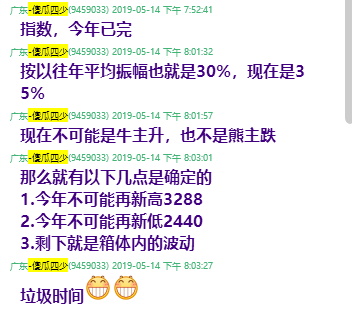 广东-傻瓜四少(9459033) 2019-05-14 下午 7:52:41
指数，今年已完
广东-傻瓜四少(9459033) 2019-05-14 下午 8:01:32
按以往年平均振幅也就是30%，现在是3
5%
广东-傻瓜四少(9459033) 2019-05-14 下午 8:01:57
现在不可能是牛主升，也不是熊主跌
广东-傻瓜四少(9459033) 2019-05-14 下午 8:03:01
那么就有以下几点是确定的
1.今年不可能再新高3288
2.今年不可能再新低2440
3.剩下就是箱体内的波动
广东-傻瓜四少(9459033) 2019-05-14 下午 8:03:27
垃圾时间